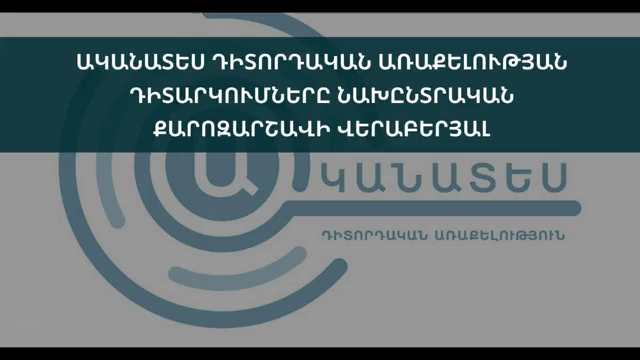 ԱԿԱՆԱՏԵՍ ԴԻՏՈՐԴԱԿԱՆ ԱՌԱՔԵԼՈՒԹՅԱՆ
ԴԻՏԱՐԿՈՒՄՆԵՐԸ ՆԱԽԸՆՏՐԱԿԱՆ
ՔԱՐՈԶԱՐՇԱՎԻ ՎԵՐԱԲԵՐՅԱԼ
ԱԿԱՆԱՏԵՍ
ԴԻՏՈՐԴԱԿԱՆ ԱՌԱՔԵԼՈՒԹՅՈՒՆ